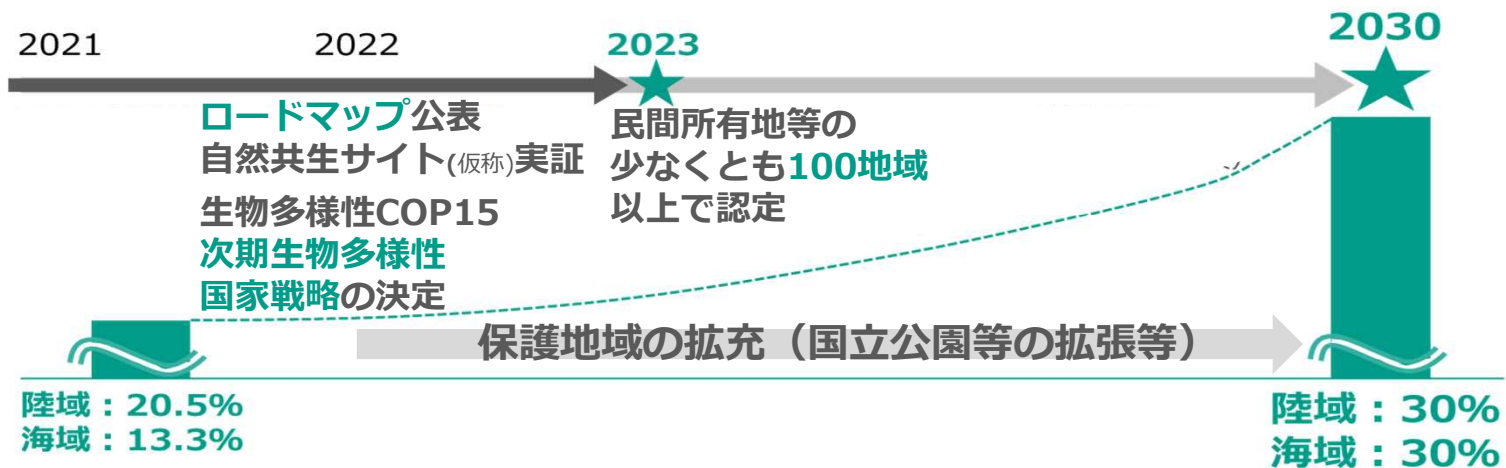 2021
2022
2023
2030
ロードマップ公表
自然共生サイト(仮称)実証
生物多様性COP15
次期生物多様性
国家戦略の決定
民間所有地等の
少なくとも100地域
以上で認定
保護地域の拡充（国立公園等の拡張等）
陸域：20.5%
海域：13.3%
陸域：30%
海域：30%